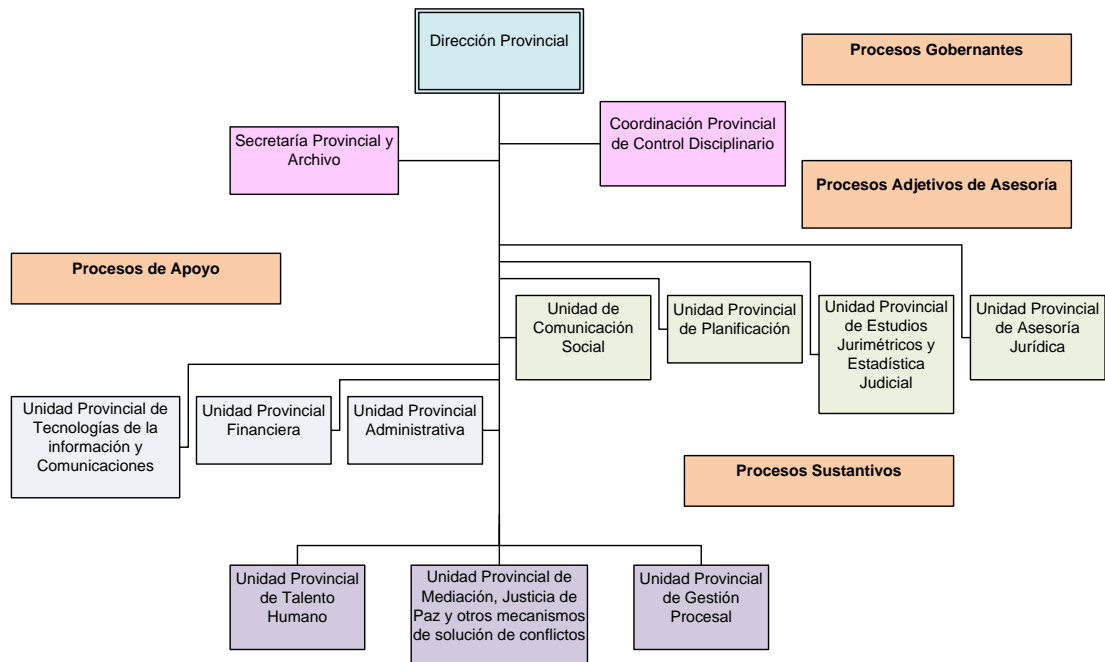 Dirección Provincial
Procesos Gobernantes
Secretaría Provincial y
Archivo
Coordinación Provincial
de Control Disciplinario
Procesos Adjetivos de Asesoría
Procesos de Apoyo
Unidad de
Comunicación
Social
Unidad Provincial
de Planificación
Unidad Provincial
de Estudios
Jurimétricos y
Estadística
Judicial
Unidad Provincial
de Asesoría
Jurídica
Unidad Provincial de
Tecnologías de la
información y
Comunicaciones
Unidad Provincial
Financiera
Unidad Provincial
Administrativa
Procesos Sustantivos
Unidad Provincial
de Talento
Humano
Unidad Provincial de
Mediación, Justicia de
Paz y otros mecanismos
de solución de conflictos
Unidad Provincial
de Gestión
Procesal